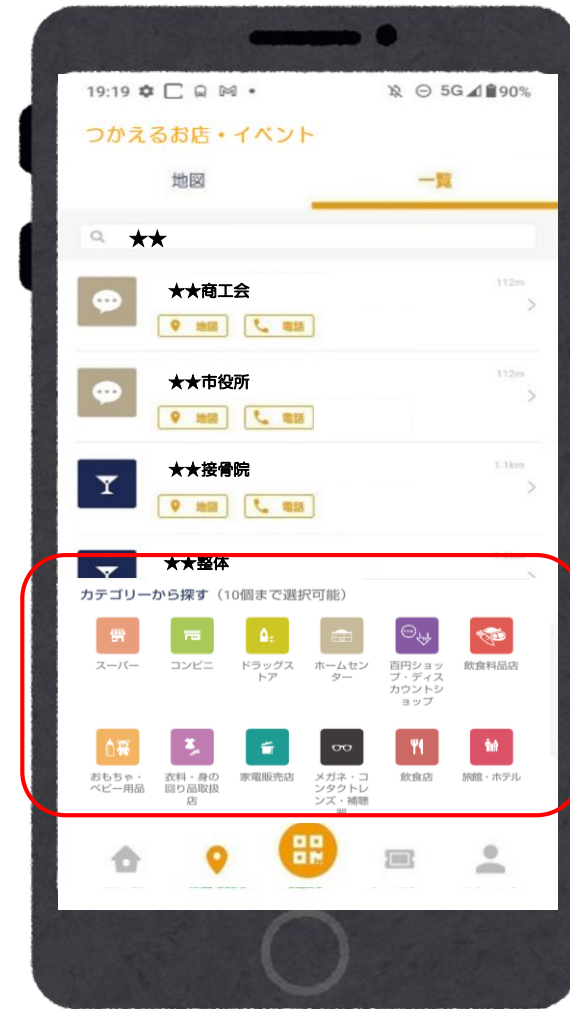 19:19
5G 90%
つかえるお店・イベント
地図
一覧
★★
★★商工会
112m
地図
電話
★★市役所
112m
地図
電話
★★接骨院
1.1km
地図
電話
★★整体
カテゴリーから探す（10個まで選択可能）
スーパー
コンビニ
ドラッグス
トア
ホームセン
ター
百円ショッ
プ・ディス
カウントシ
ョップ
飲食料品店
おもちゃ・
ベビー用品
衣料・身の
回り品取扱
店
家電販売店
メガネ・コ
ンタクトレ
ンズ・補聴
飲食店
旅館・ホテル